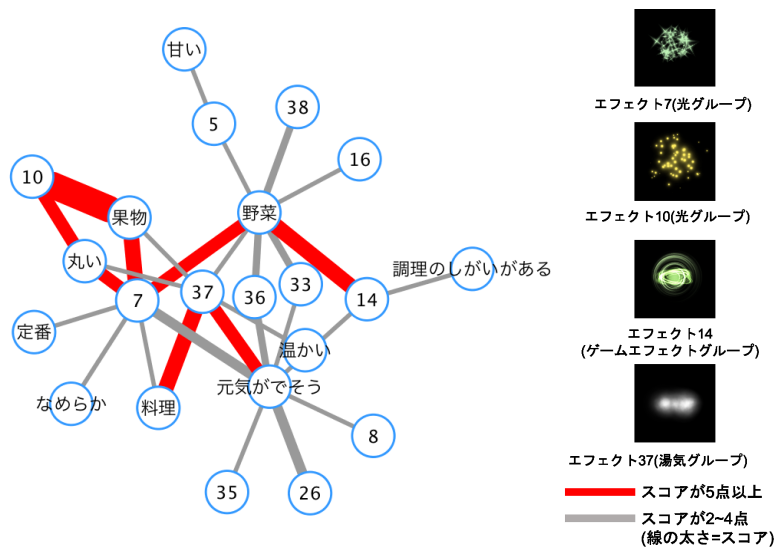 甘い
5
38
16
10
果物
野菜
丸い
調理のしがいがある
7
37
36
33
14
定番
温かい
なめらか
料理
元気がでそう
8
35
26
エフェクト7(光グループ)
エフェクト10(光グループ)
エフェクト14
(ゲームエフェクトグループ)
エフェクト37(湯気グループ)
スコアが5点以上
スコアが2~4点
(線の太さ=スコア)